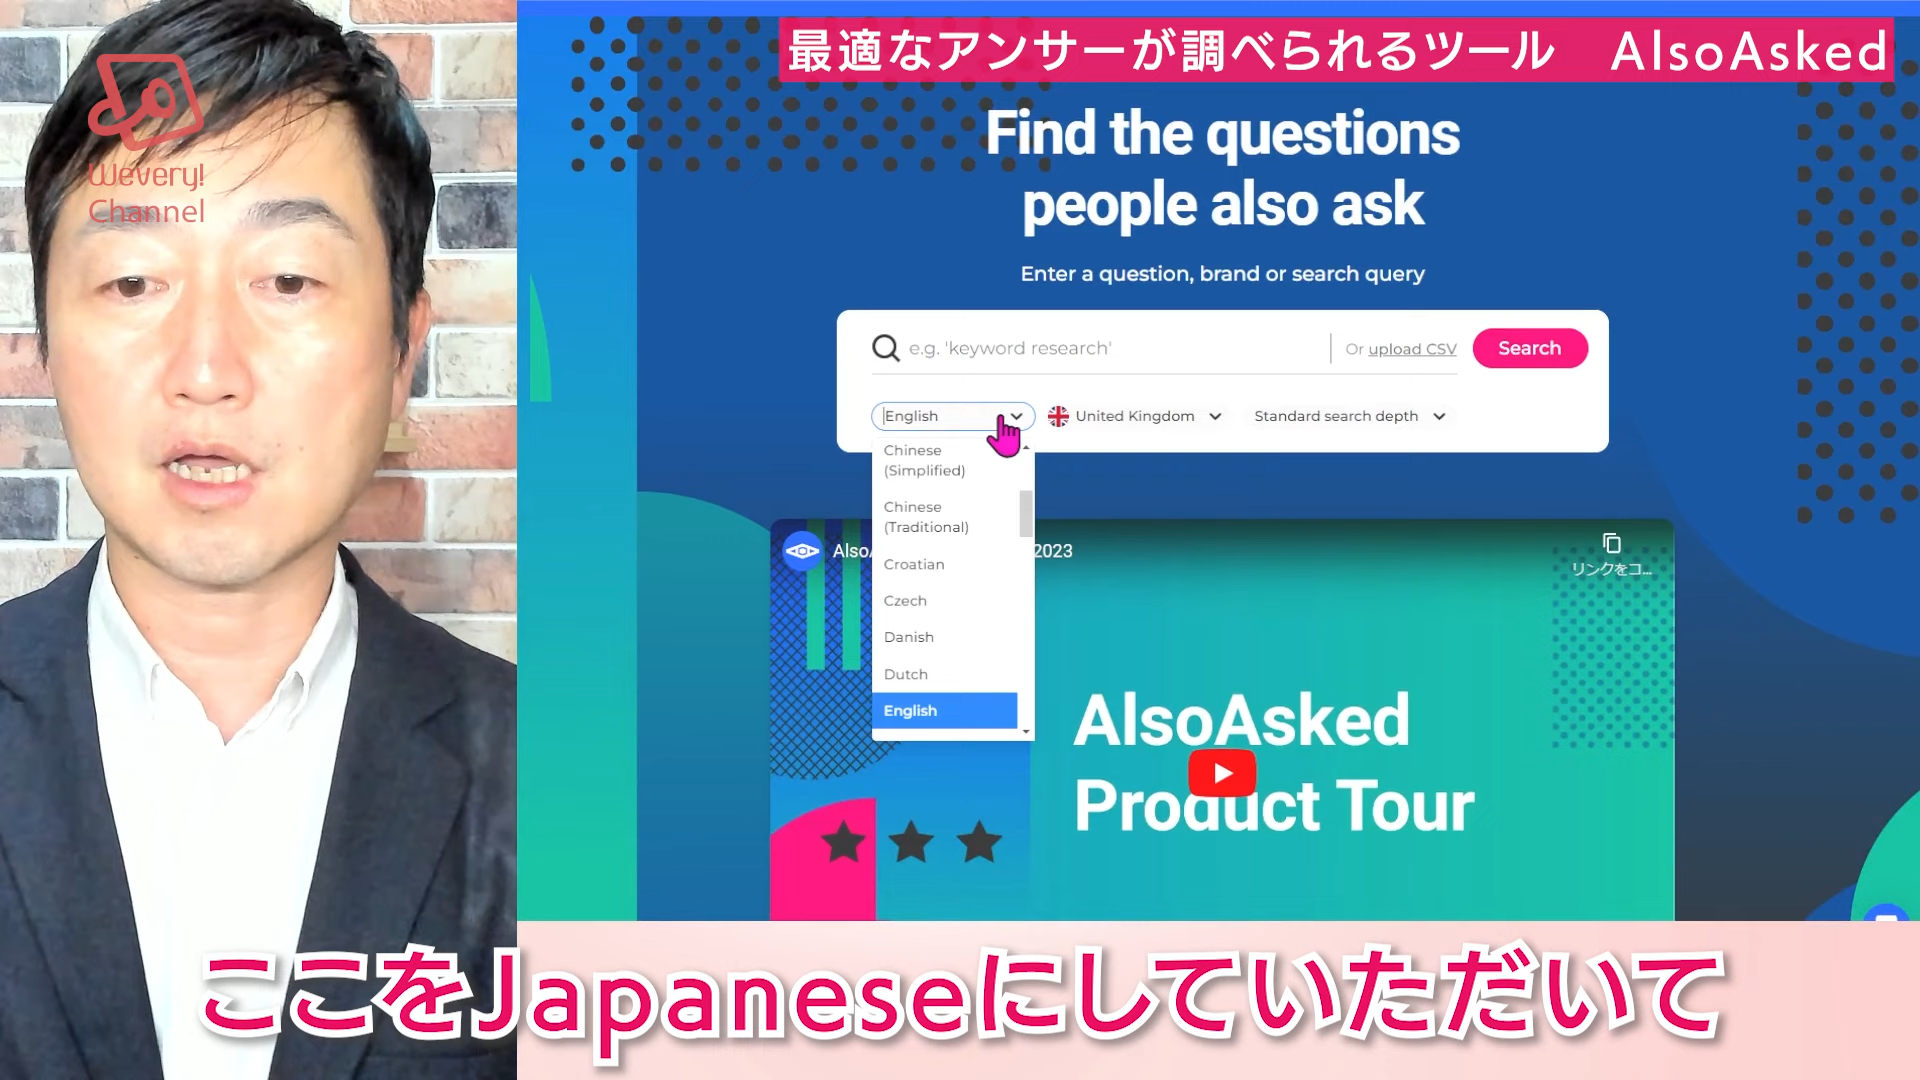 Wevery!
Channel
最適なアンサーが調べられるツール AlsoAsked
Find the questions
people also ask
Enter a question, brand or search query
e.g. 'keyword research'
Or upload CSV
Search
English
United Kingdom
Standard search depth
Chinese
(Simplified)
Chinese
(Traditional)
Croatian
Czech
Danish
Dutch
English
Also
2023
リンクをコ...
AlsoAsked
Product Tour
ここをJapaneseにしていただいて